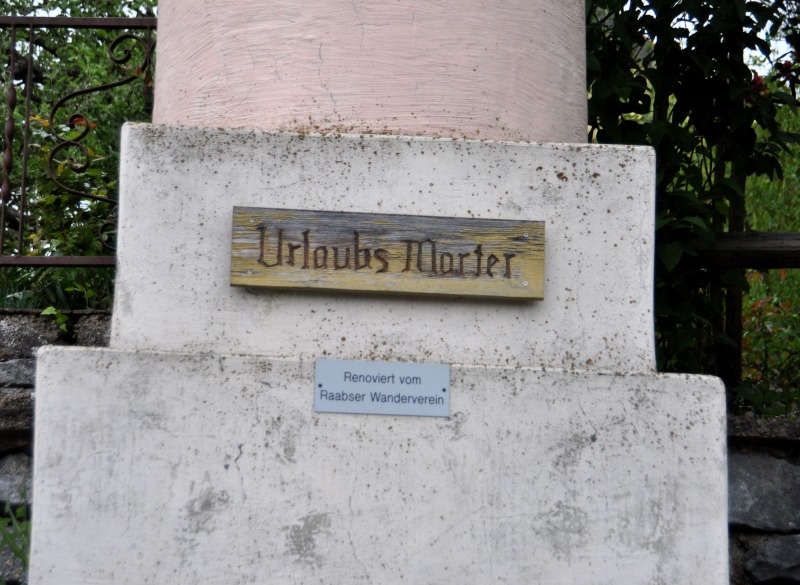 Urlaubs Marter
Renoviert vom
Raabser Wanderverein